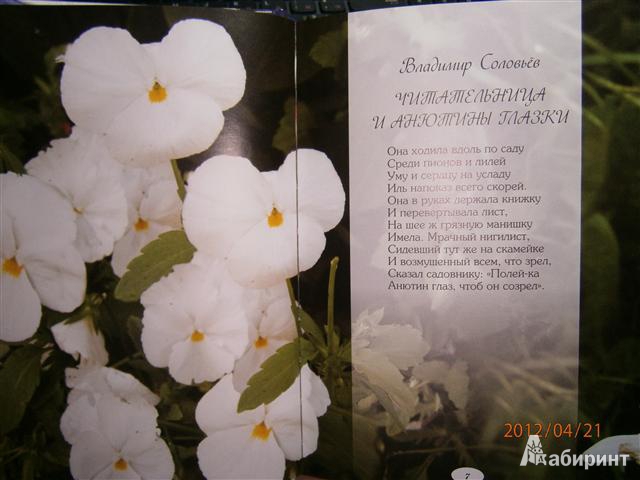 Владимир Соловьёв
ЧИТАТЕЛЬНИЦА
И АНЮТИНЫ ГЛАЗКИ
Она ходила вдоль по саду
Среди пионов и лилей
Уму и сердцу на усладу
Иль напоказ всего скорей.
Она в руках держала книжку
И перевертывала лист,
На шее ж грязную манишку
Имела. Мрачный нигилист,
Сидевший тут же на скамейке
И возмущенный всем, что зрел,
Сказал садовнику: «Полей-ка
Анютин глаз, чтоб он созрел».
2012/04/21
Лабиринт
7